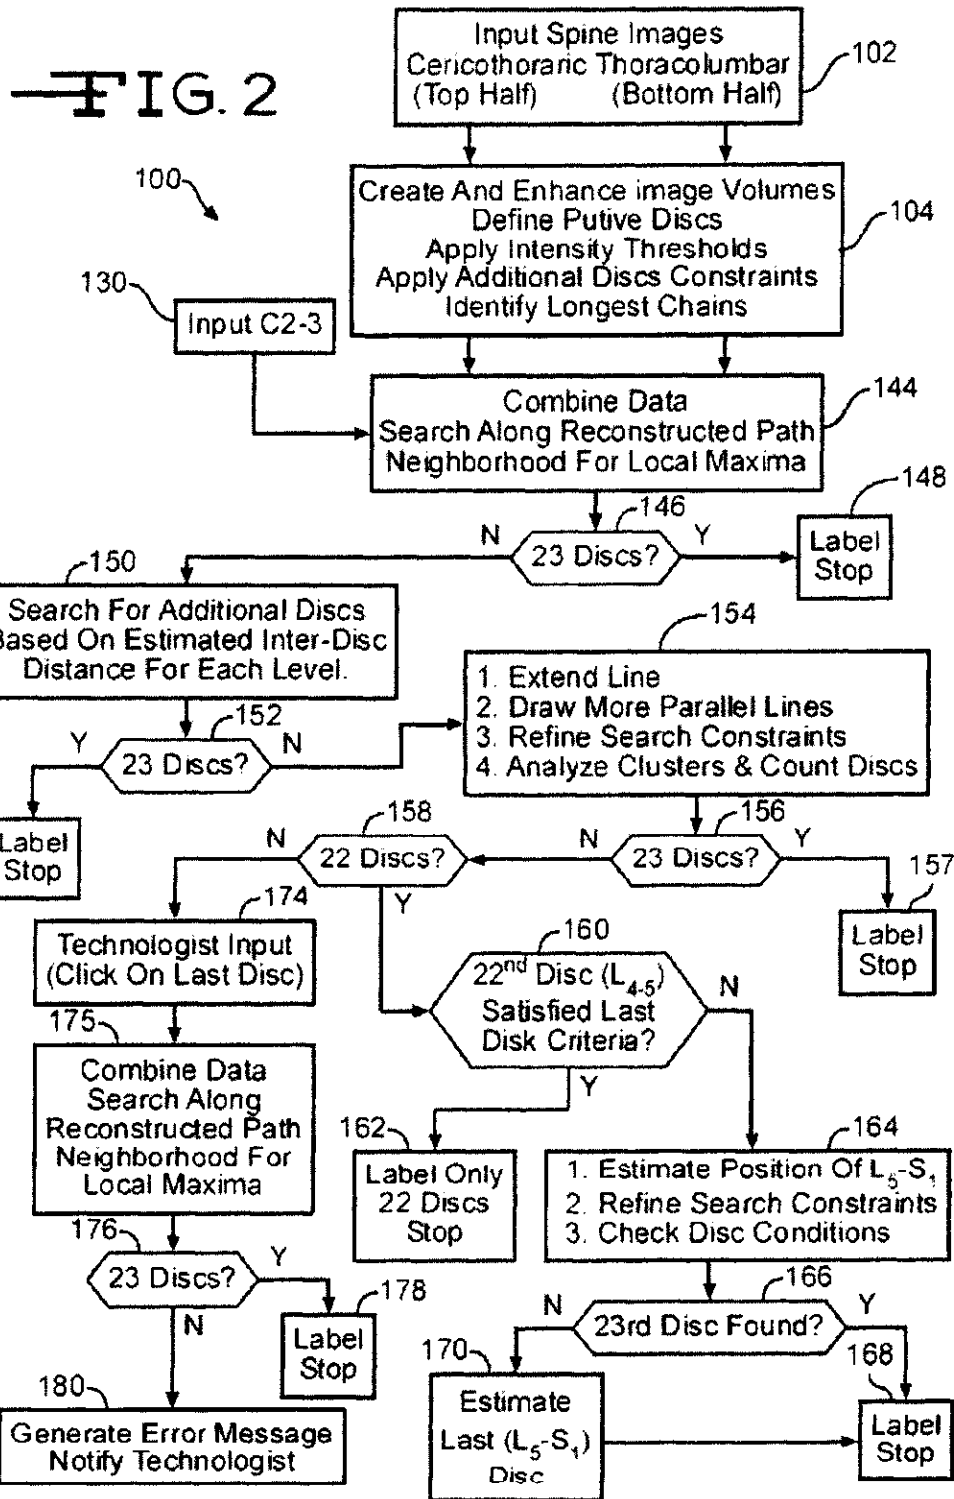 FIG. 2
Input Spine Images
Cericothoraric Thoracolumbar
(Top Half) (Bottom Half)
102
100
Create And Enhance image Volumes
Define Putive Discs
Apply Intensity Thresholds
Apply Additional Discs Constraints
Identify Longest Chains
104
130
Input C2-3
Combine Data
Search Along Reconstructed Path
Neighborhood For Local Maxima
144
146
N
23 Discs?
Y
148
Label
Stop
150
Search For Additional Discs
Based On Estimated Inter-Disc
Distance For Each Level.
154
1. Extend Line
2. Draw More Parallel Lines
3. Refine Search Constraints
4. Analyze Clusters & Count Discs
152
Y
23 Discs?
N
Label
Stop
158
N
22 Discs?
Y
156
N
23 Discs?
Y
157
Label
Stop
174
Technologist Input
(Click On Last Disc)
160
22nd Disc (L4-5)
Satisfied Last
Disk Criteria?
N
Y
175
Combine Data
Search Along
Reconstructed Path
Neighborhood For
Local Maxima
162
Label Only
22 Discs
Stop
164
1. Estimate Position Of L5-S1
2. Refine Search Constraints
3. Check Disc Conditions
176
23 Discs?
Y
N
178
Label
Stop
166
N
23rd Disc Found?
Y
170
Estimate
Last (L5-S1)
Disc
168
Label
Stop
180
Generate Error Message
Notify Technologist